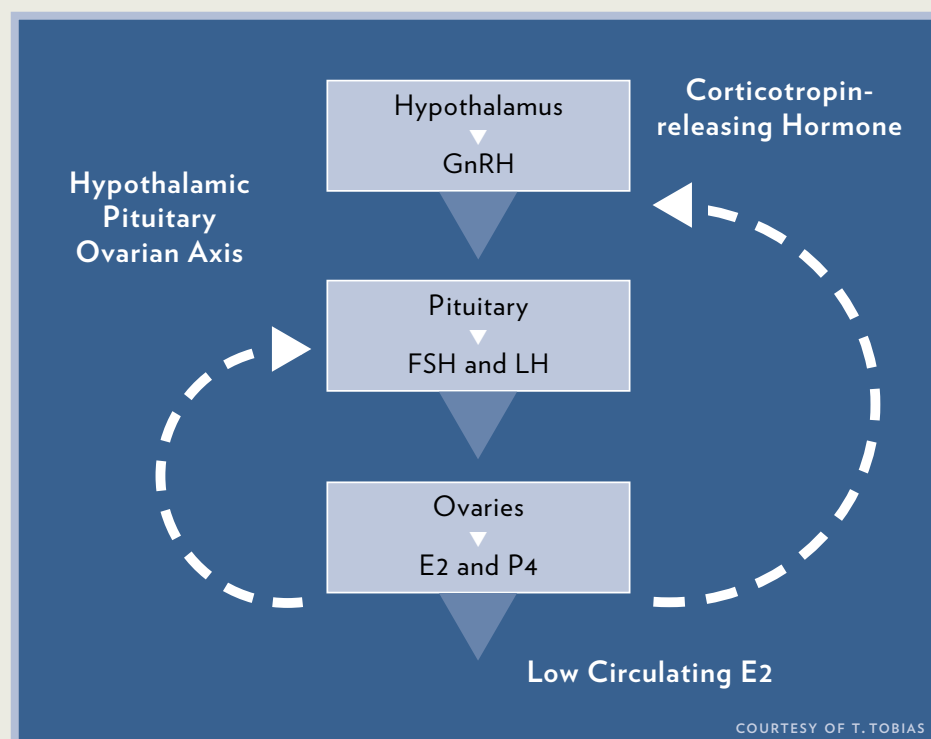 Corticotropin-
releasing Hormone
Hypothalamus
GnRH
Hypothalamic
Pituitary
Ovarian Axis
Pituitary
FSH and LH
Ovaries
E2 and P4
Low Circulating E2
COURTESY OF T. TOBIAS